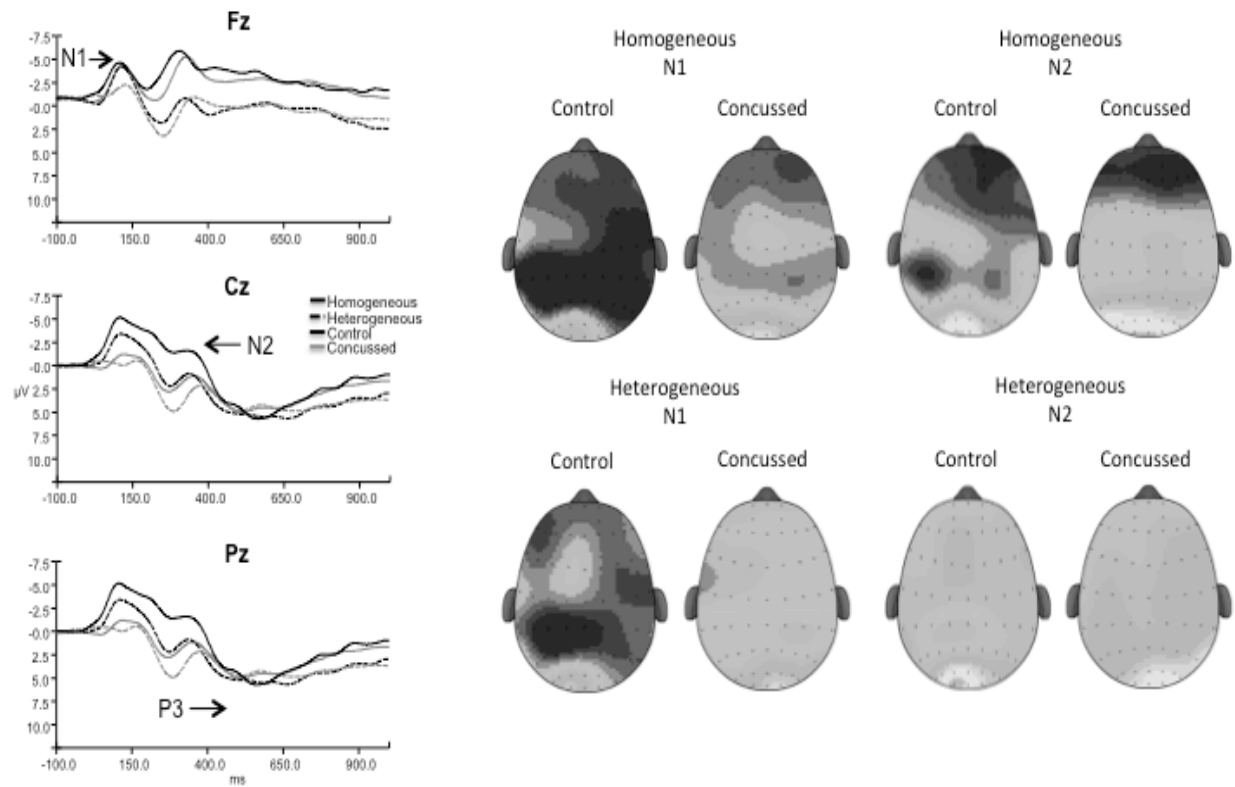 Fz
-7.5
-5.0
-2.5
-0.0
2.5
5.0
7.5
10.0
N1
-100.0 150.0 400.0 650.0 900.0
Cz
-7.5
-5.0
-2.5
-0.0
µV 2.5
5.0
7.5
10.0
Homogeneous
Heterogeneous
Control
Concussed
N2
-100.0 150.0 400.0 650.0 900.0
Pz
-7.5
-5.0
-2.5
-0.0
2.5
5.0
7.5
10.0
P3
-100.0 150.0 400.0 650.0 900.0
ms
Homogeneous
N1
Control Concussed
Homogeneous
N2
Control Concussed
Heterogeneous
N1
Control Concussed
Heterogeneous
N2
Control Concussed